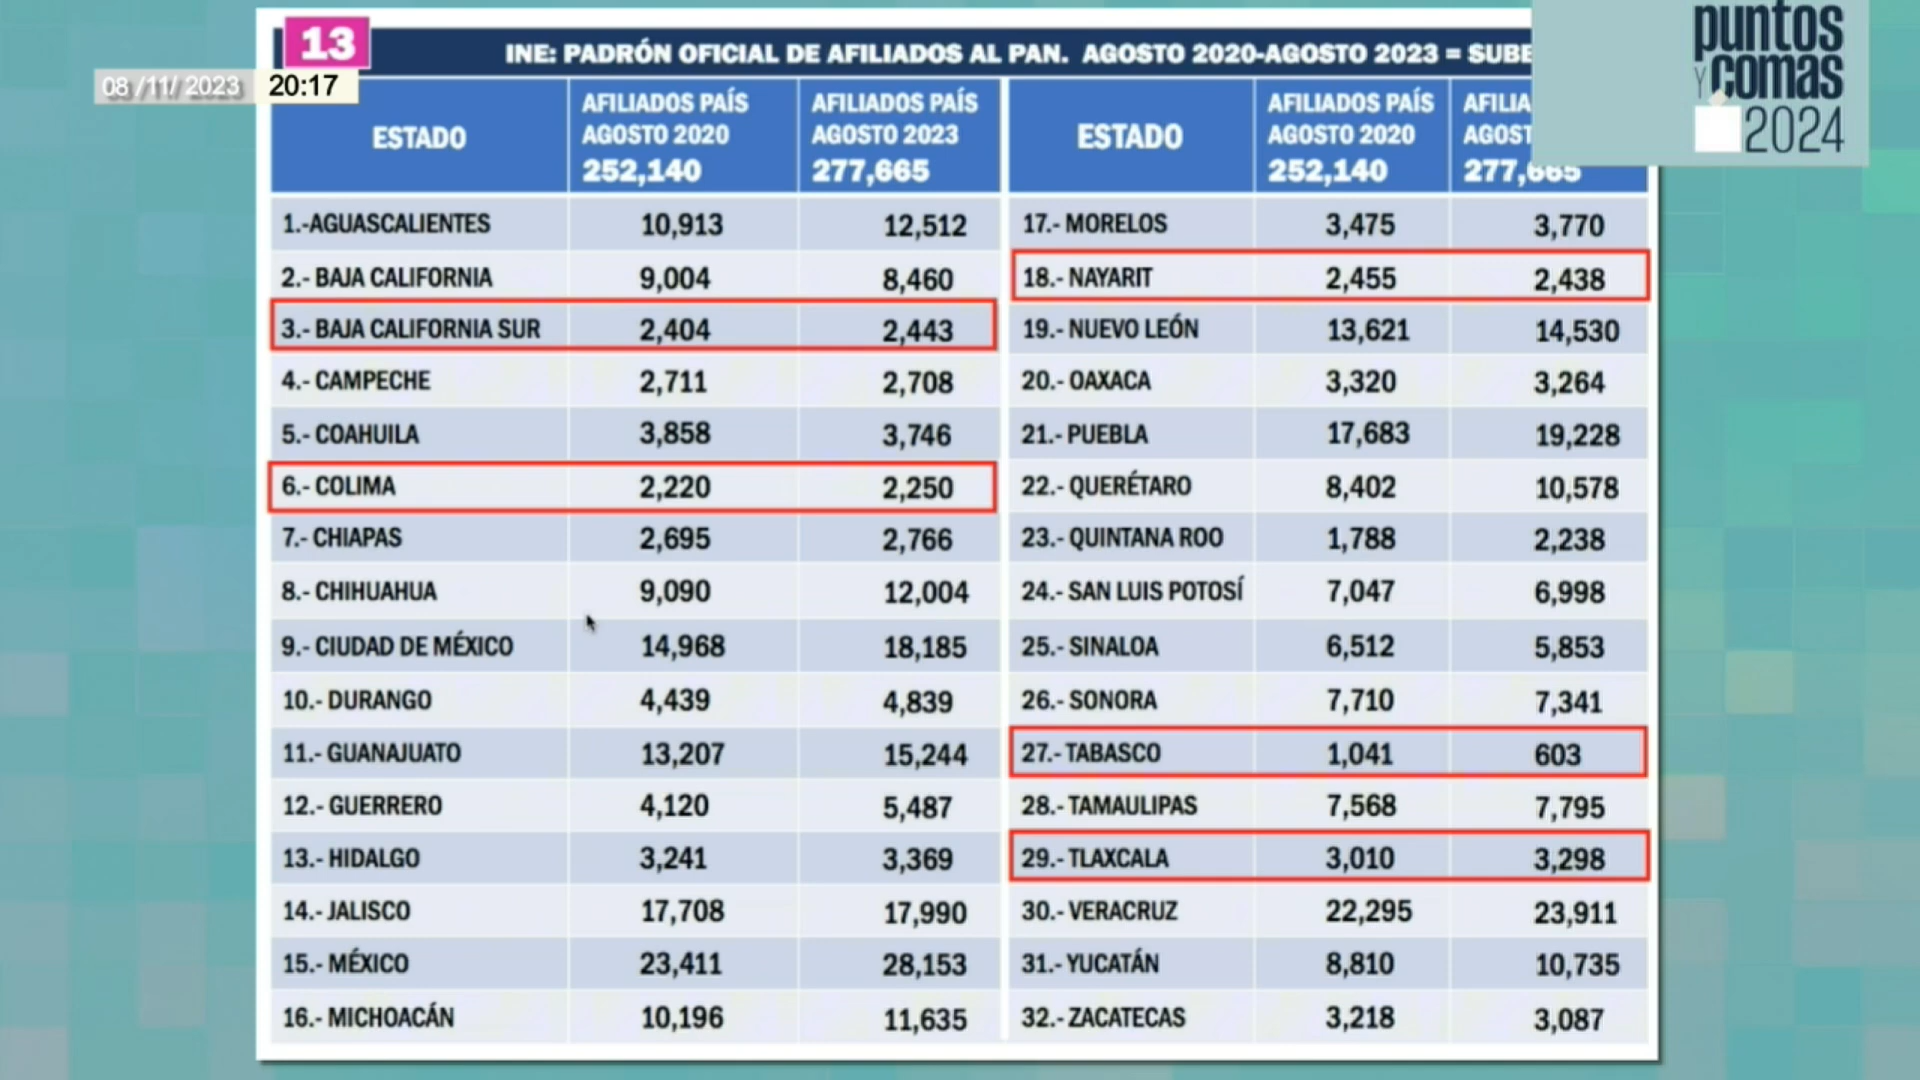 13
INE: PADRÓN OFICIAL DE AFILIADOS AL PAN. AGOSTO 2020-AGOSTO 2023 = SUBE
puntos
Y comas
2024
08 /11/ 2023 20:17
ESTADO
AFILIADOS PAÍS
AGOSTO 2020
252,140
AFILIADOS PAÍS
AGOSTO 2023
277,665
ESTADO
AFILIADOS PAÍS
AGOSTO 2020
252,140
277,665
1.-AGUASCALIENTES 10,913 12,512
2.- BAJA CALIFORNIA 9,004 8,460
3.- BAJA CALIFORNIA SUR 2,404 2,443
4.- CAMPECHE 2,711 2,708
5.- COAHUILA 3,858 3,746
6.- COLIMA 2,220 2,250
7.- CHIAPAS 2,695 2,766
8.- CHIHUAHUA 9,090 12,004
9.- CIUDAD DE MÉXICO 14,968 18,185
10.- DURANGO 4,439 4,839
11.- GUANAJUATO 13,207 15,244
12.- GUERRERO 4,120 5,487
13.- HIDALGO 3,241 3,369
14.- JALISCO 17,708 17,990
15.- MÉXICO 23,411 28,153
16.- MICHOACÁN 10,196 11,635
17.- MORELOS 3,475 3,770
18.- NAYARIT 2,455 2,438
19.- NUEVO LEÓN 13,621 14,530
20.- OAXACA 3,320 3,264
21.- PUEBLA 17,683 19,228
22.- QUERÉTARO 8,402 10,578
23.- QUINTANA ROO 1,788 2,238
24.- SAN LUIS POTOSÍ 7,047 6,998
25.- SINALOA 6,512 5,853
26.- SONORA 7,710 7,341
27.- TABASCO 1,041 603
28.- TAMAULIPAS 7,568 7,795
29.- TLAXCALA 3,010 3,298
30.- VERACRUZ 22,295 23,911
31.- YUCATÁN 8,810 10,735
32.- ZACATECAS 3,218 3,087